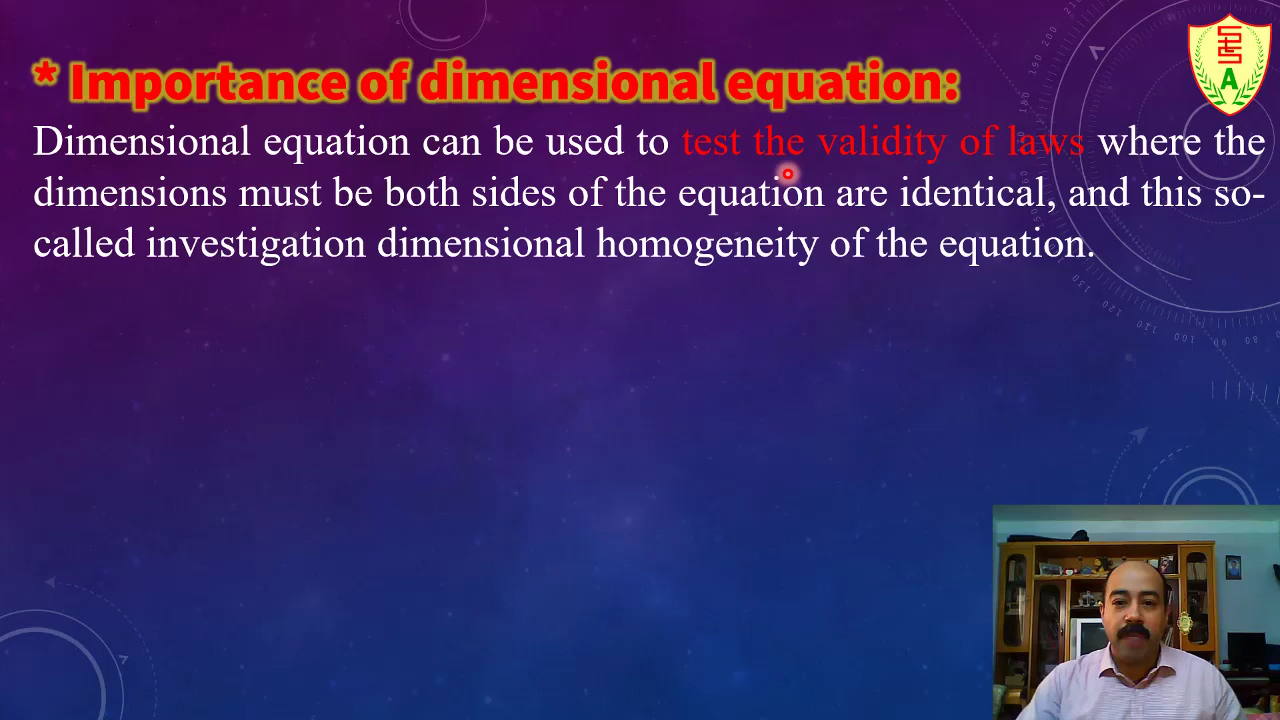 * Importance of dimensional equation:
Dimensional equation can be used to test the validity of laws where the
dimensions must be both sides of the equation are identical, and this so-
called investigation dimensional homogeneity of the equation.
A